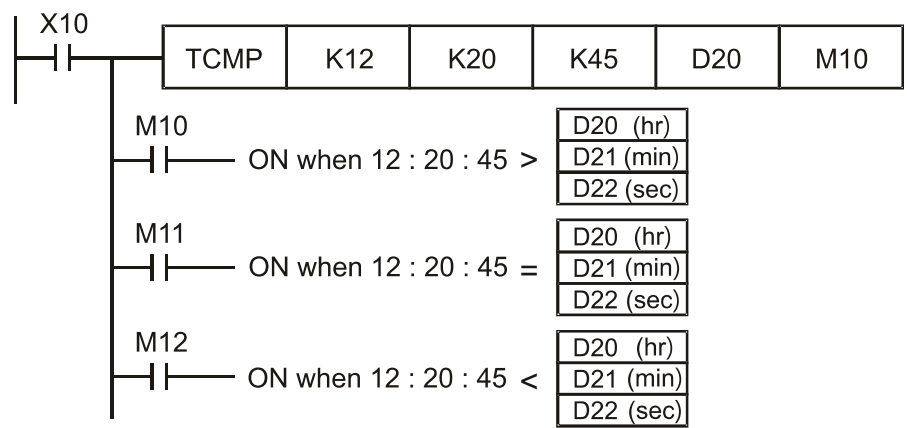 X10
TCMP K12 K20 K45 D20 M10
M10
ON when 12 : 20 : 45 >
D20 (hr)
D21 (min)
D22 (sec)
M11
ON when 12 : 20 : 45 =
D20 (hr)
D21 (min)
D22 (sec)
M12
ON when 12 : 20 : 45 <
D20 (hr)
D21 (min)
D22 (sec)